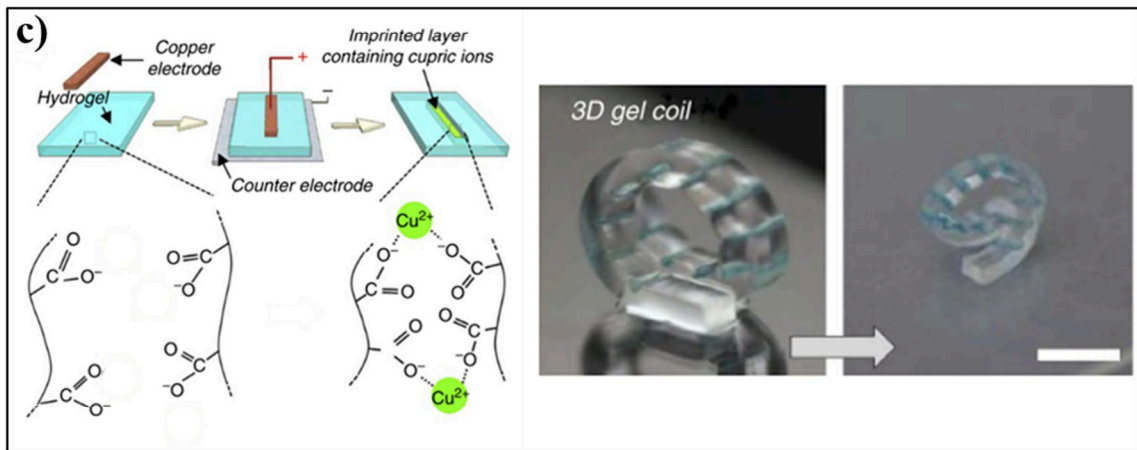 c)
Copper
electrode
Hydrogel
+
−
Counter electrode
Imprinted layer
containing cupric ions
Cu²⁺
O
C
O⁻
O
C
⁻O
O
C
O⁻
O
C
⁻O
O⁻
C
O
⁻O
C
O
O
O⁻
O
C
⁻O
Cu²⁺
3D gel coil